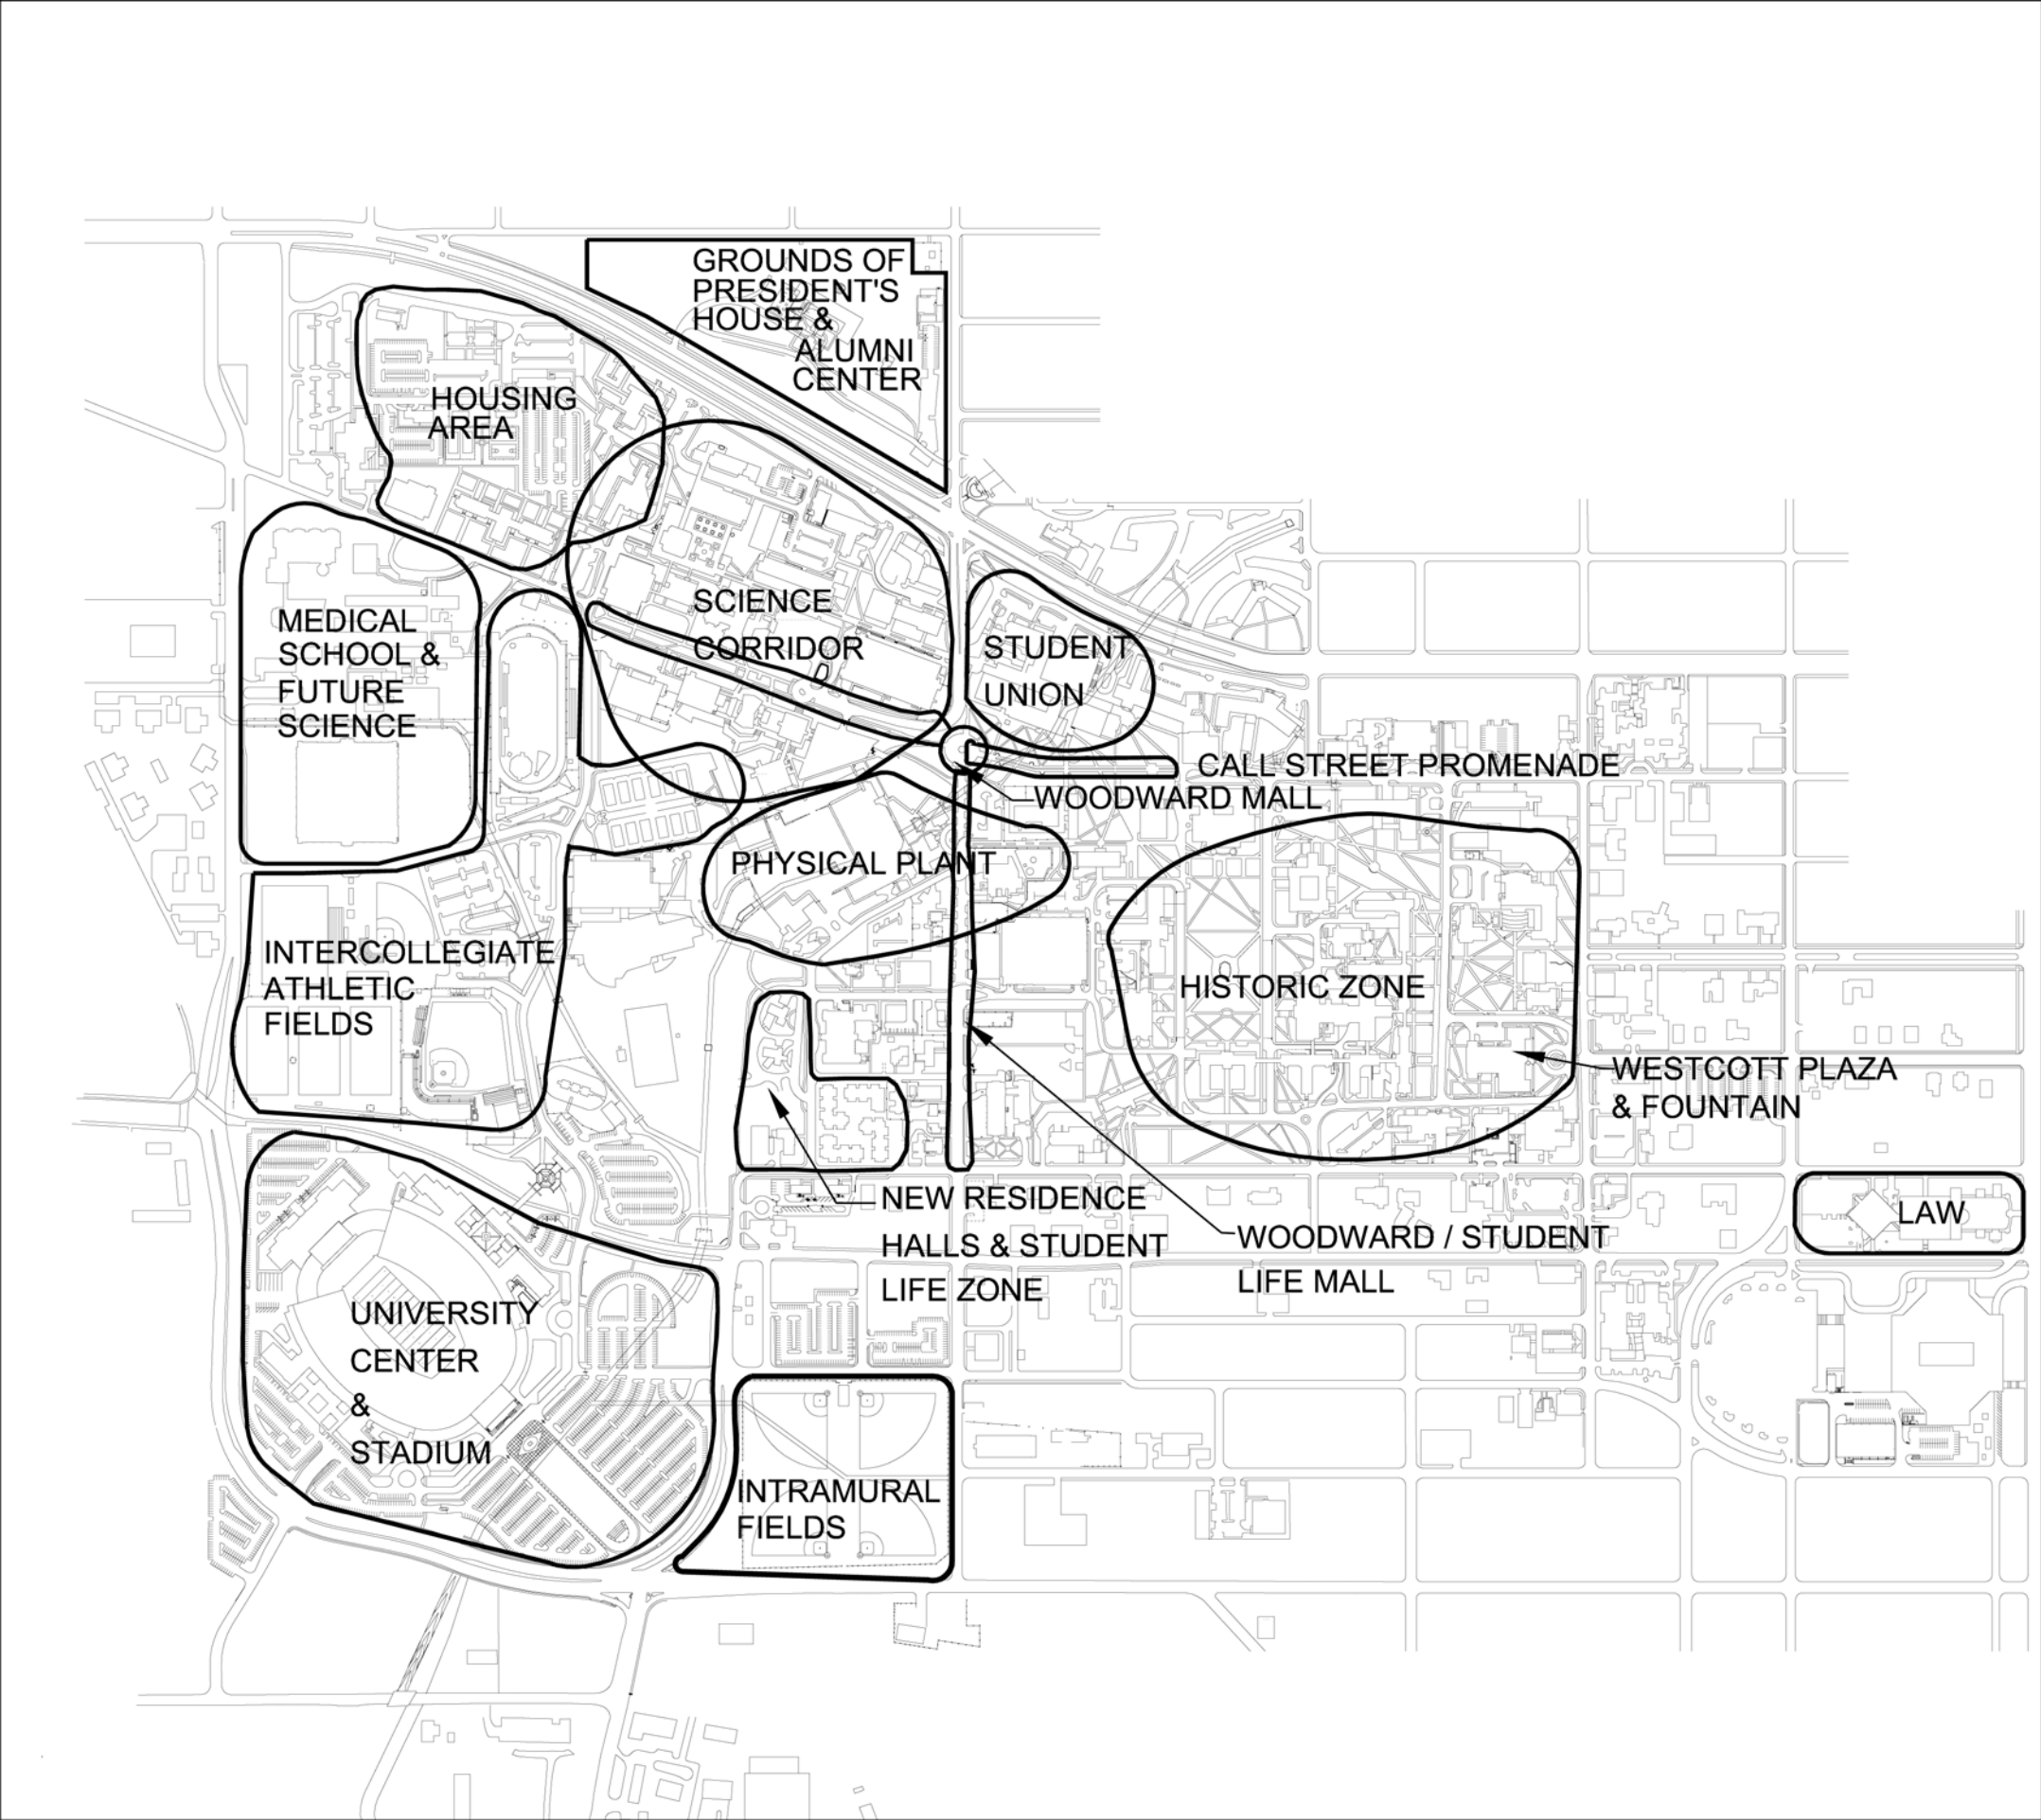 GROUNDS OF
PRESIDENT'S
HOUSE &
ALUMNI
CENTER
HOUSING
AREA
SCIENCE
CORRIDOR
MEDICAL
SCHOOL &
FUTURE
SCIENCE
STUDENT
UNION
CALL STREET PROMENADE
WOODWARD MALL
PHYSICAL PLANT
INTERCOLLEGIATE
ATHLETIC
FIELDS
HISTORIC ZONE
WESTCOTT PLAZA
& FOUNTAIN
NEW RESIDENCE
HALLS & STUDENT
LIFE ZONE
WOODWARD / STUDENT
LIFE MALL
LAW
UNIVERSITY
CENTER
&
STADIUM
INTRAMURAL
FIELDS